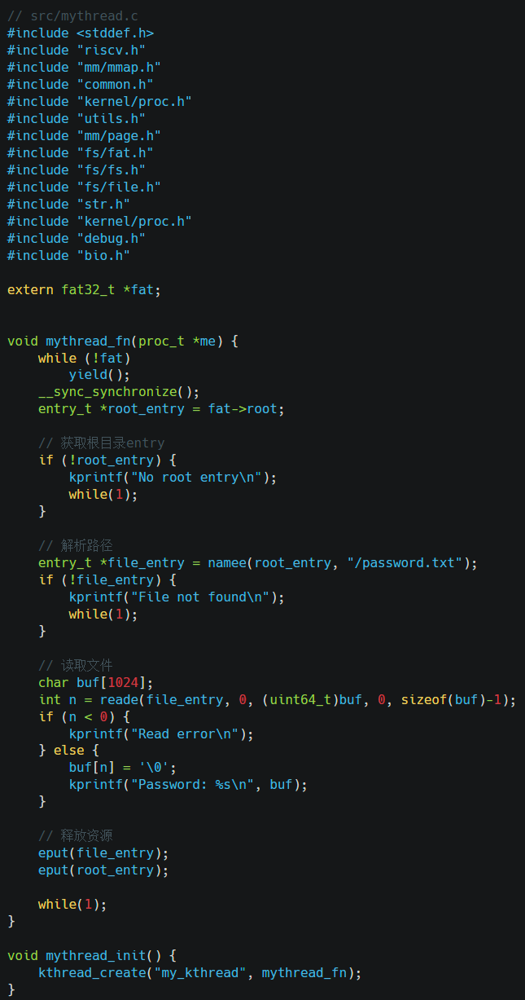 // src/mythread.c
#include <stddef.h>
#include "riscv.h"
#include "mm/mmap.h"
#include "common.h"
#include "kernel/proc.h"
#include "utils.h"
#include "mm/page.h"
#include "fs/fat.h"
#include "fs/fs.h"
#include "fs/file.h"
#include "str.h"
#include "kernel/proc.h"
#include "debug.h"
#include "bio.h"

extern fat32_t *fat;


void mythread_fn(proc_t *me) {
    while (!fat)
        yield();
    __sync_synchronize();
    entry_t *root_entry = fat->root;

    // 获取根目录entry
    if (!root_entry) {
        kprintf("No root entry\n");
        while(1);
    }

    // 解析路径
    entry_t *file_entry = namee(root_entry, "/password.txt");
    if (!file_entry) {
        kprintf("File not found\n");
        while(1);
    }

    // 读取文件
    char buf[1024];
    int n = reade(file_entry, 0, (uint64_t)buf, 0, sizeof(buf)-1);
    if (n < 0) {
        kprintf("Read error\n");
    } else {
        buf[n] = '\0';
        kprintf("Password: %s\n", buf);
    }

    // 释放资源
    eput(file_entry);
    eput(root_entry);

    while(1);
}

void mythread_init() {
    kthread_create("my_kthread", mythread_fn);
}